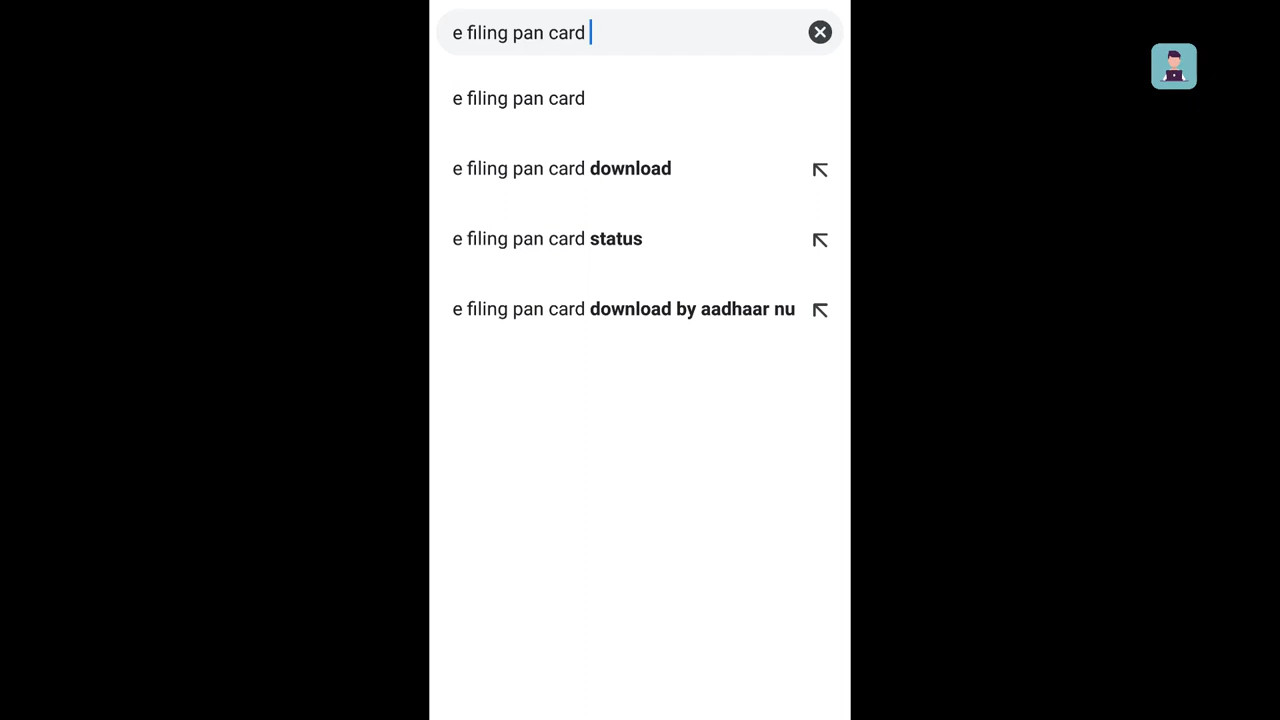 e filing pan card
e filing pan card
e filing pan card download
e filing pan card status
e filing pan card download by aadhaar nu